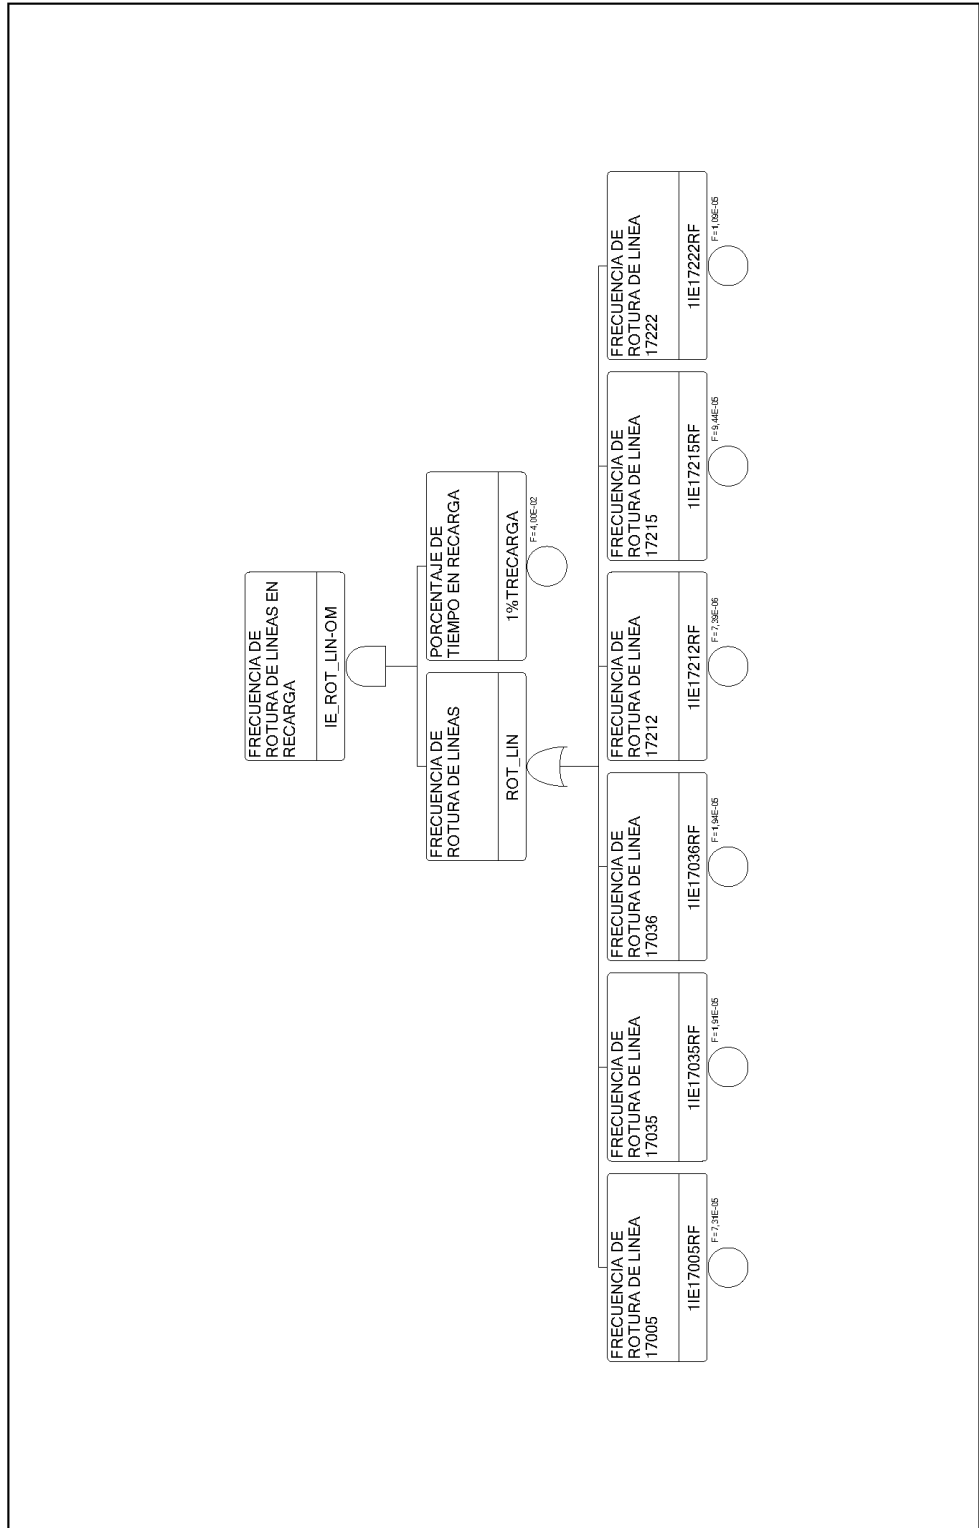 FRECUENCIA DE
ROTURA DE LINEAS EN
RECARGA
IE_ROT_LIN-OM
FRECUENCIA DE
ROTURA DE LINEAS
ROT_LIN
PORCENTAJE DE
TIEMPO EN RECARGA
1%TRECARGA
F=4,00E-02
FRECUENCIA DE
ROTURA DE LINEA
17005
1IE17005RF
F=7,31E-05
FRECUENCIA DE
ROTURA DE LINEA
17035
1IE17035RF
F=1,91E-05
FRECUENCIA DE
ROTURA DE LINEA
17036
1IE17036RF
F=1,94E-05
FRECUENCIA DE
ROTURA DE LINEA
17212
1IE17212RF
F=7,39E-06
FRECUENCIA DE
ROTURA DE LINEA
17215
1IE17215RF
F=9,44E-05
FRECUENCIA DE
ROTURA DE LINEA
17222
1IE17222RF
F=1,09E-05